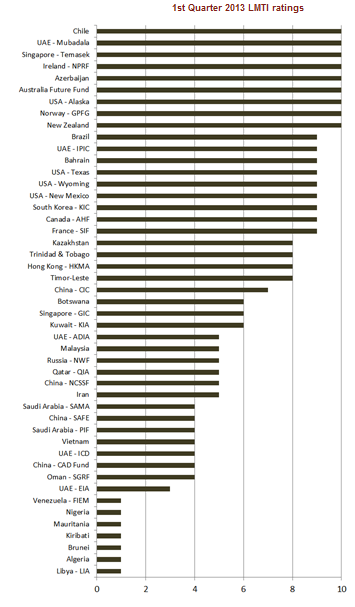 1st Quarter 2013 LMTI ratings
Chile
UAE - Mubadala
Singapore - Temasek
Ireland - NPRF
Azerbaijan
Australia Future Fund
USA - Alaska
Norway - GPFG
New Zealand
Brazil
UAE - IPIC
Bahrain
USA - Texas
USA - Wyoming
USA - New Mexico
South Korea - KIC
Canada - AHF
France - SIF
Kazakhstan
Trinidad & Tobago
Hong Kong - HKMA
Timor-Leste
China - CIC
Botswana
Singapore - GIC
Kuwait - KIA
UAE - ADIA
Malaysia
Russia - NWF
Qatar - QIA
China - NCSSF
Iran
Saudi Arabia - SAMA
China - SAFE
Saudi Arabia - PIF
Vietnam
UAE - ICD
China - CAD Fund
Oman - SGRF
UAE - EIA
Venezuela - FIEM
Nigeria
Mauritania
Kiribati
Brunei
Algeria
Libya - LIA
0 2 4 6 8 10